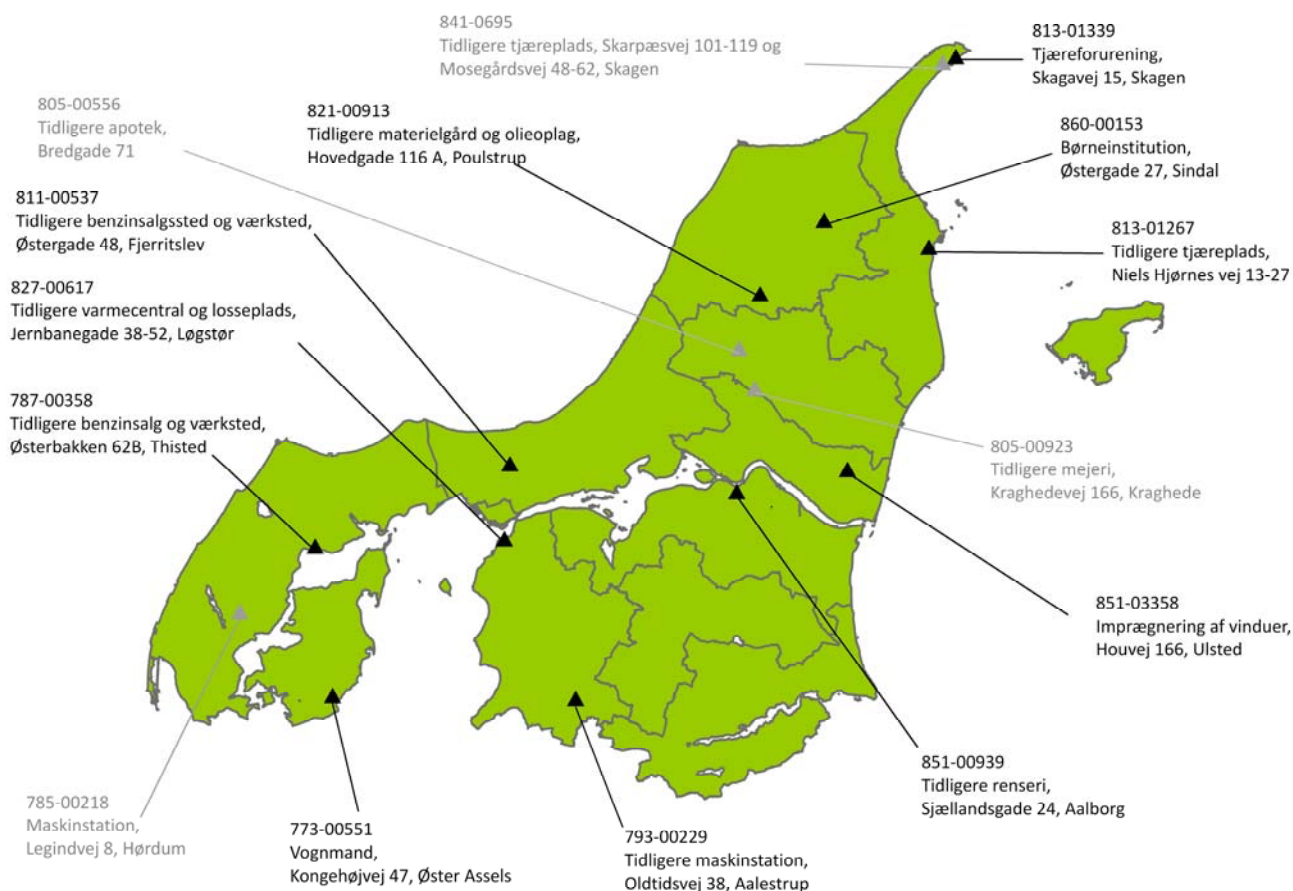 841-0695
Tidligere tjæreplads, Skarpæsvej 101-119 og
Mosegårdsvej 48-62, Skagen
813-01339
Tjæreforurening,
Skagavej 15, Skagen
805-00556
Tidligere apotek,
Bredgade 71
821-00913
Tidligere materielgård og olieoplag,
Hovedgade 116 A, Poulstrup
860-00153
Børneinstitution,
Østergade 27, Sindal
811-00537
Tidligere benzinsalgssted og værksted,
Østergade 48, Fjerritslev
813-01267
Tidligere tjæreplads,
Niels Hjørnes vej 13-27
827-00617
Tidligere varmecentral og losseplads,
Jernbanegade 38-52, Løgstør
787-00358
Tidligere benzinsalg og værksted,
Østerbakken 62B, Thisted
805-00923
Tidligere mejeri,
Kraghedevej 166, Kraghede
851-03358
Imprægnering af vinduer,
Houvej 166, Ulsted
851-00939
Tidligere renseri,
Sjællandsgade 24, Aalborg
785-00218
Maskinstation,
Legindvej 8, Hørdum
773-00551
Vognmand,
Kongehøjvej 47, Øster Assels
793-00229
Tidligere maskinstation,
Oldtidsvej 38, Aalestrup